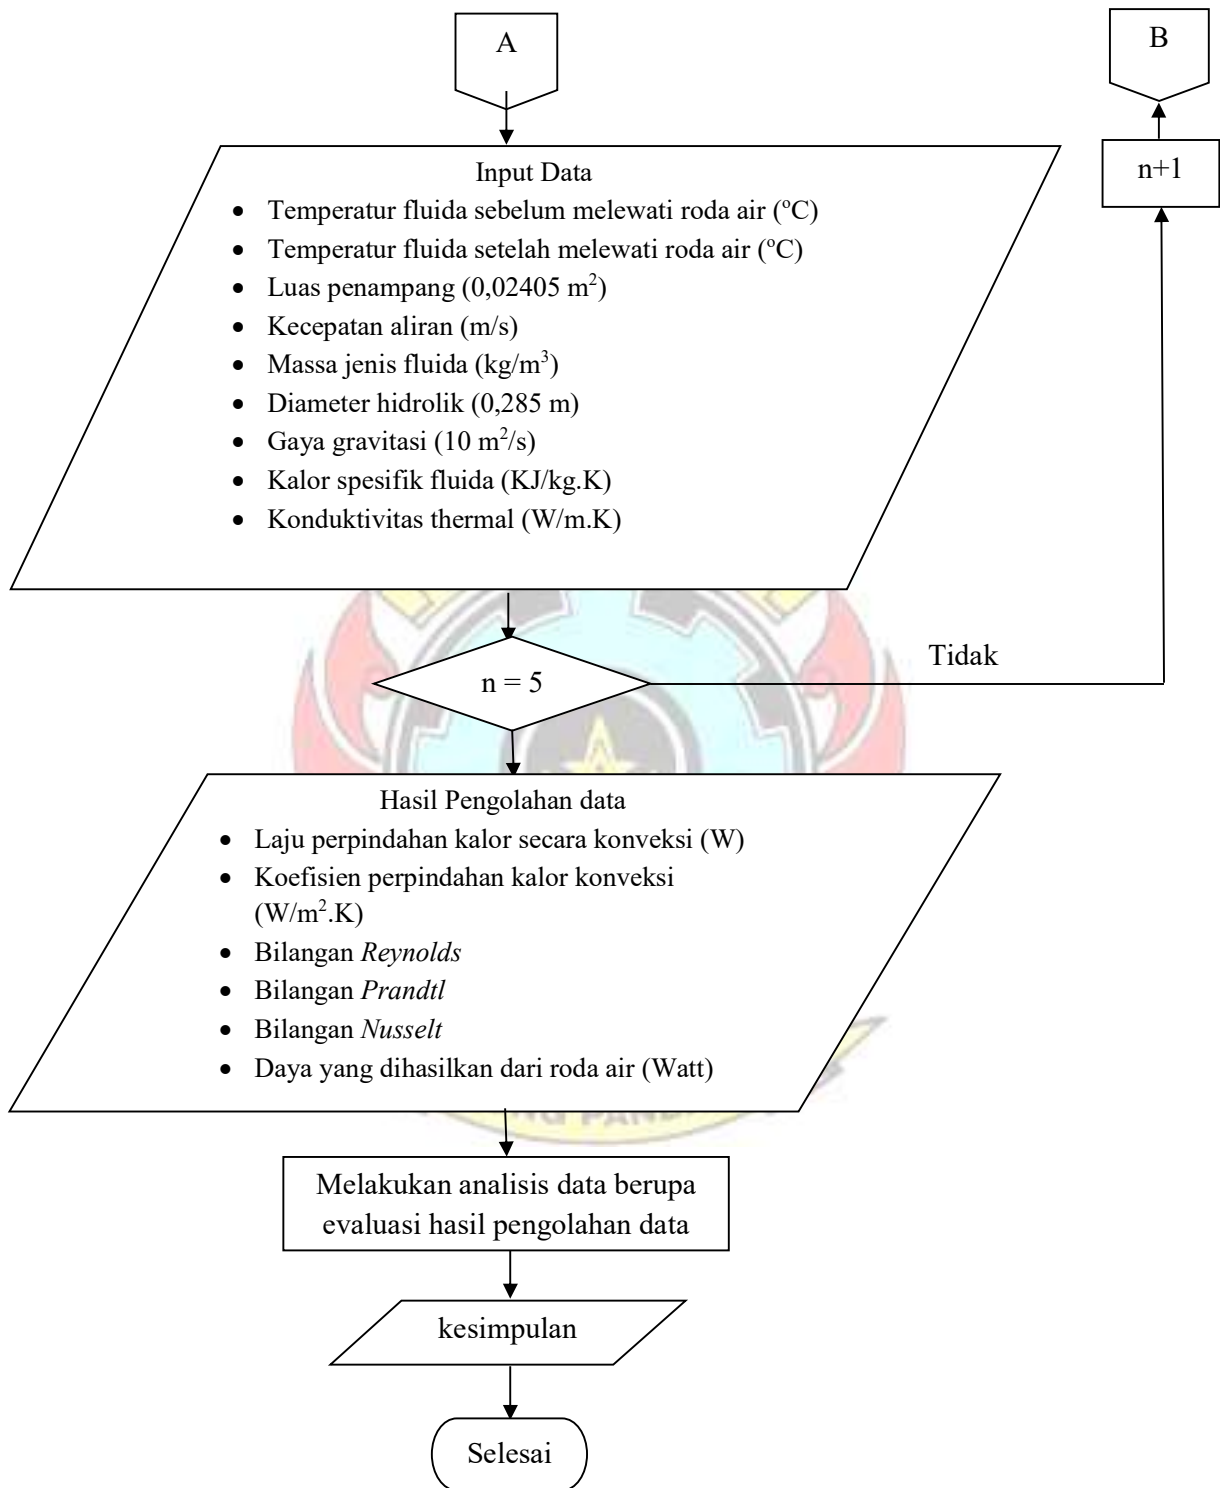 A
B
n+1
Input Data
• Temperatur fluida sebelum melewati roda air (ºC)
• Temperatur fluida setelah melewati roda air (ºC)
• Luas penampang (0,02405 m²)
• Kecepatan aliran (m/s)
• Massa jenis fluida (kg/m³)
• Diameter hidrolik (0,285 m)
• Gaya gravitasi (10 m²/s)
• Kalor spesifik fluida (KJ/kg.K)
• Konduktivitas thermal (W/m.K)
Tidak
n = 5
Hasil Pengolahan data
• Laju perpindahan kalor secara konveksi (W)
• Koefisien perpindahan kalor konveksi
(W/m².K)
• Bilangan Reynolds
• Bilangan Prandtl
• Bilangan Nusselt
• Daya yang dihasilkan dari roda air (Watt)
Melakukan analisis data berupa
evaluasi hasil pengolahan data
kesimpulan
Selesai